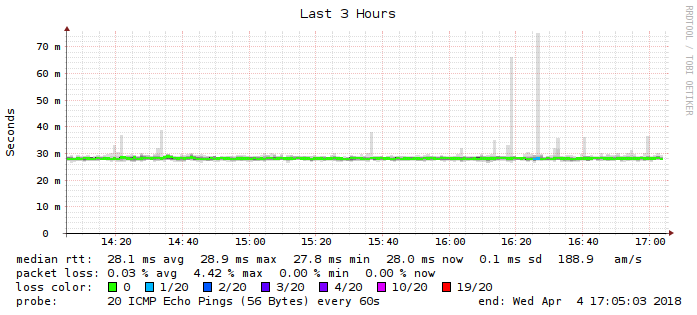 Last 3 Hours
RRDTOOL / TOBI OETIKER
Seconds
70 m
60 m
50 m
40 m
30 m
20 m
10 m
0
14:20 14:40 15:00 15:20 15:40 16:00 16:20 16:40 17:00
median rtt: 28.1 ms avg 28.9 ms max 27.8 ms min 28.0 ms now 0.1 ms sd 188.9 am/s
packet loss: 0.03 % avg 4.42 % max 0.00 % min 0.00 % now
loss color: 0 1/20 2/20 3/20 4/20 10/20 19/20
probe: 20 ICMP Echo Pings (56 Bytes) every 60s end: Wed Apr 4 17:05:03 2018